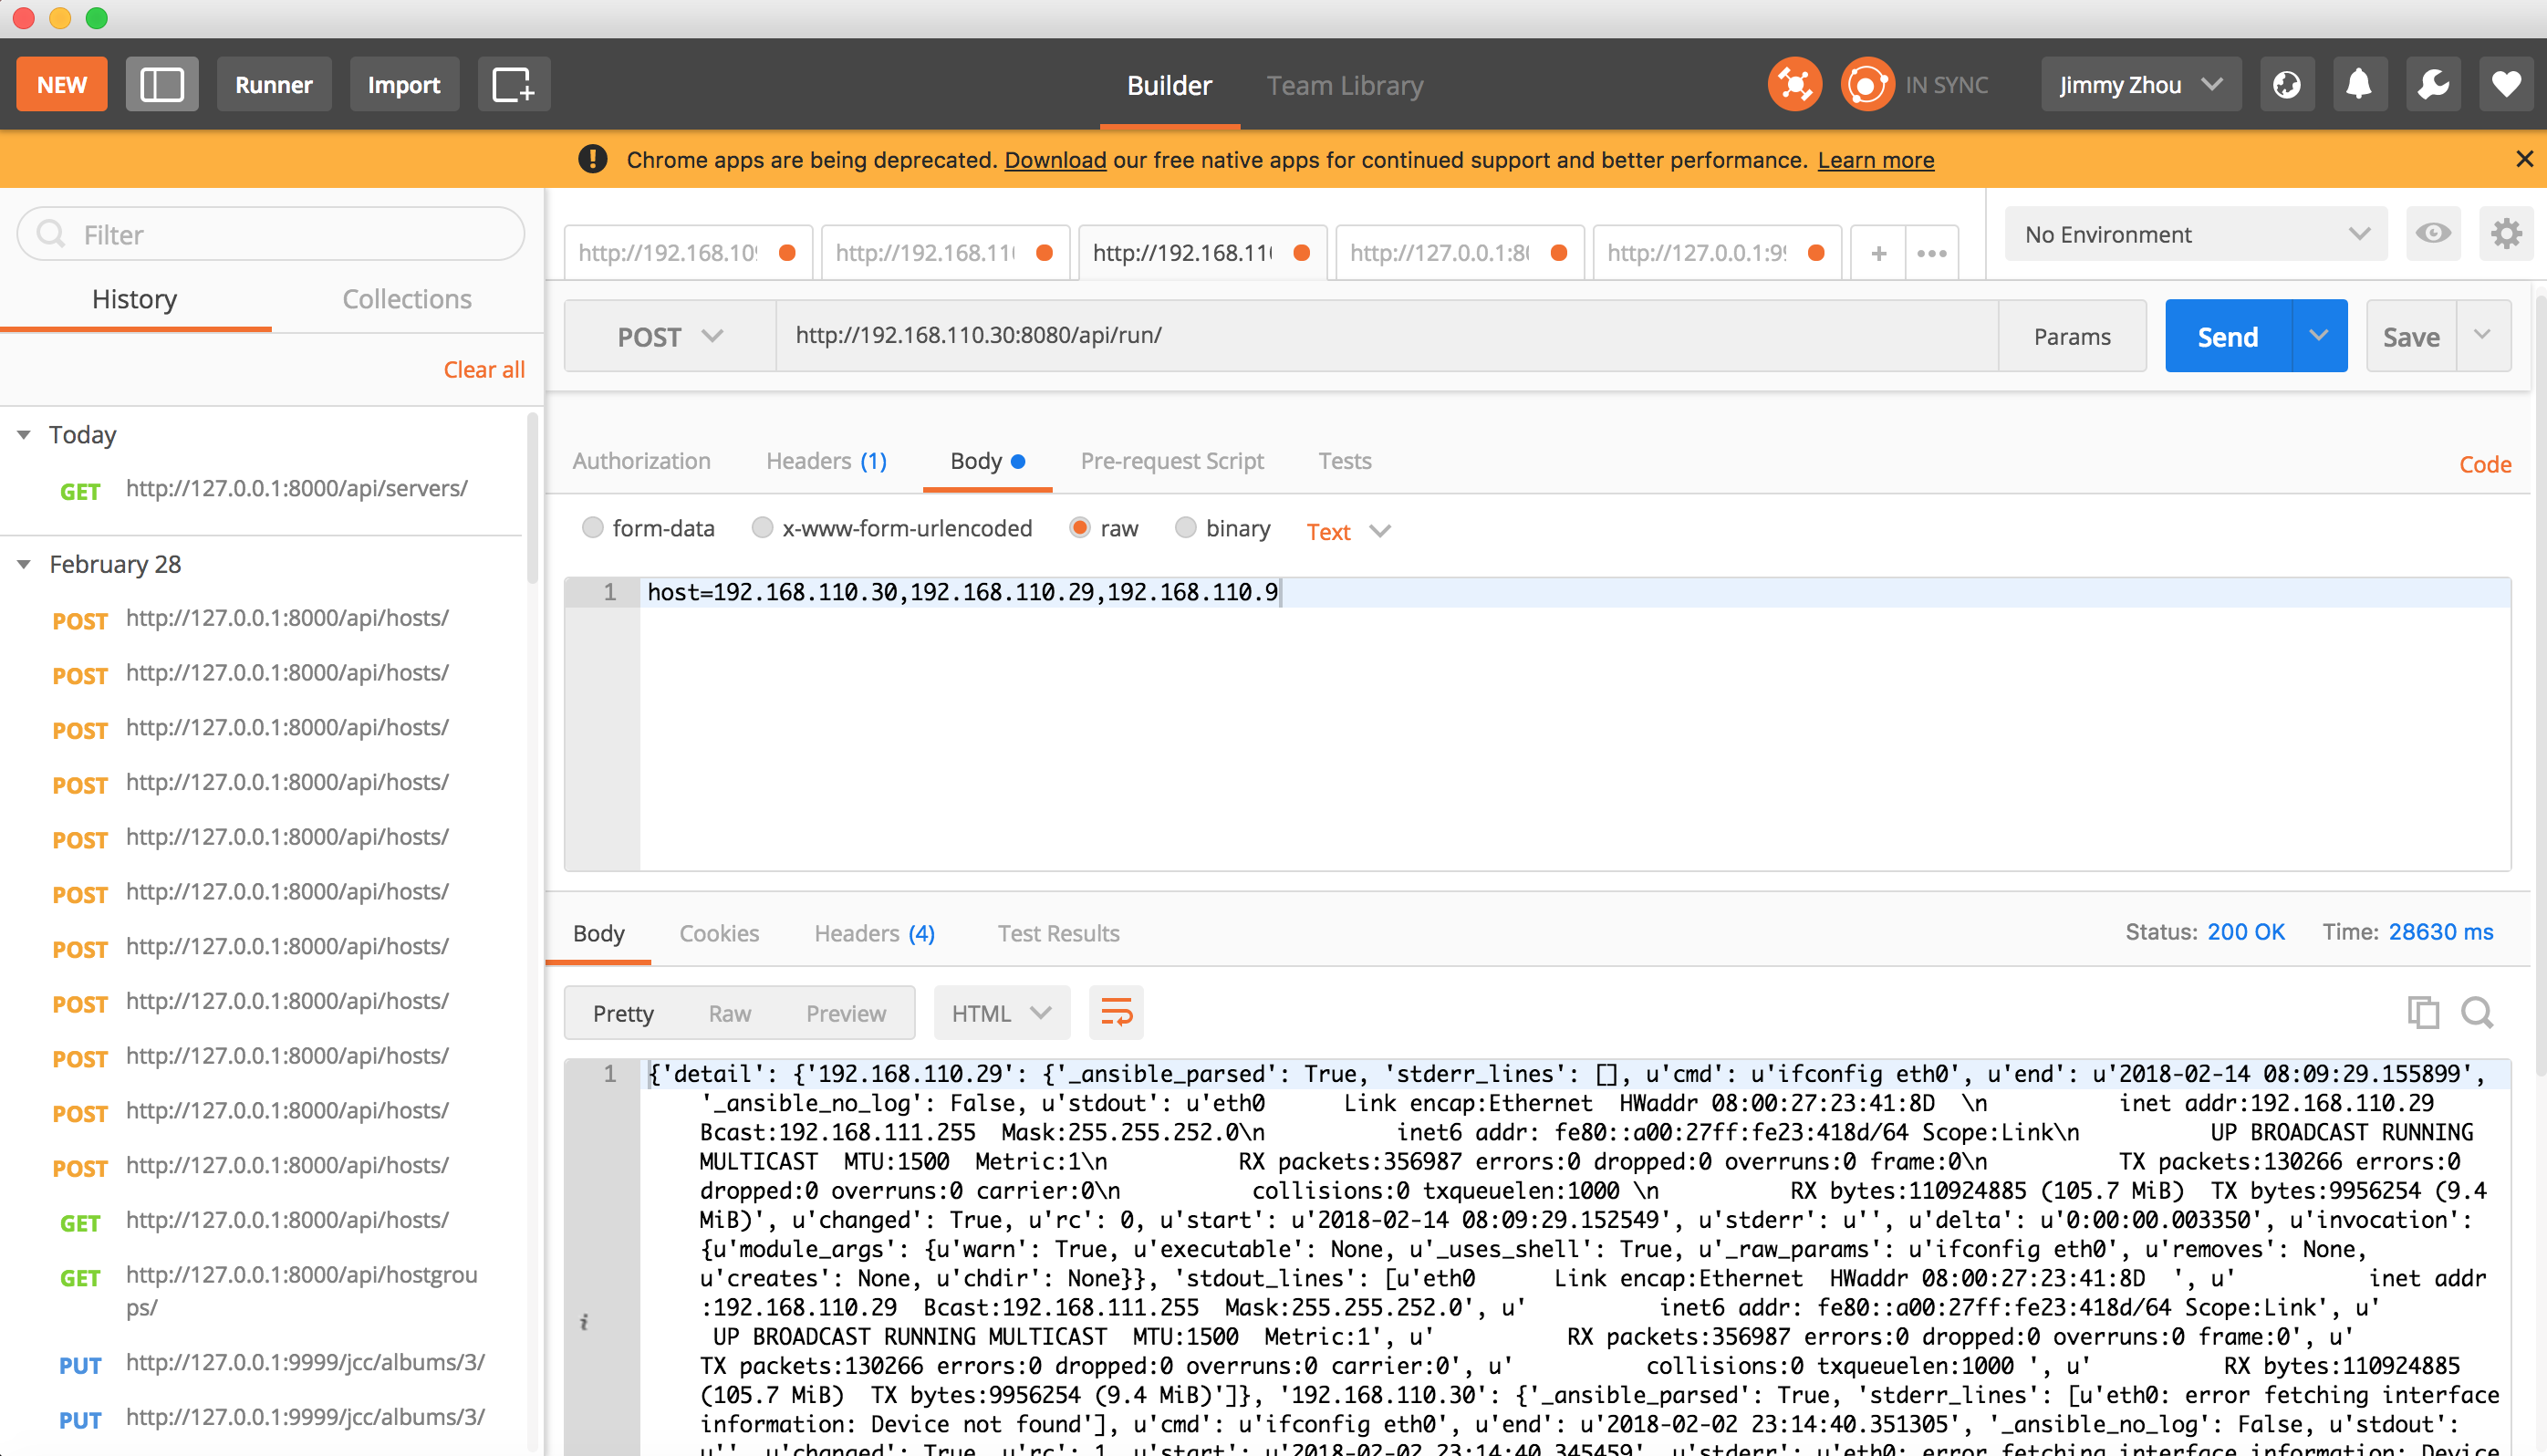 NEW
Runner
Import
Builder
Team Library
IN SYNC
Jimmy Zhou
Chrome apps are being deprecated. Download our free native apps for continued support and better performance. Learn more
Filter
History
Collections
Clear all
Today
GET http://127.0.0.1:8000/api/servers/
February 28
POST http://127.0.0.1:8000/api/hosts/
POST http://127.0.0.1:8000/api/hosts/
POST http://127.0.0.1:8000/api/hosts/
POST http://127.0.0.1:8000/api/hosts/
POST http://127.0.0.1:8000/api/hosts/
POST http://127.0.0.1:8000/api/hosts/
POST http://127.0.0.1:8000/api/hosts/
POST http://127.0.0.1:8000/api/hosts/
POST http://127.0.0.1:8000/api/hosts/
POST http://127.0.0.1:8000/api/hosts/
POST http://127.0.0.1:8000/api/hosts/
GET http://127.0.0.1:8000/api/hosts/
GET http://127.0.0.1:8000/api/hostgrou
ps/
PUT http://127.0.0.1:9999/jcc/albums/3/
PUT http://127.0.0.1:9999/jcc/albums/3/
http://192.168.109
http://192.168.110
http://192.168.110
http://127.0.0.1:80
http://127.0.0.1:99
No Environment
POST
http://192.168.110.30:8080/api/run/
Params
Send
Save
Authorization
Headers (1)
Body
Pre-request Script
Tests
Code
form-data
x-www-form-urlencoded
raw
binary
Text
1 host=192.168.110.30,192.168.110.29,192.168.110.9
Body
Cookies
Headers (4)
Test Results
Status: 200 OK
Time: 28630 ms
Pretty
Raw
Preview
HTML
1 {'detail': {'192.168.110.29': {'_ansible_parsed': True, 'stderr_lines': [], u'cmd': u'ifconfig eth0', u'end': u'2018-02-14 08:09:29.155899',
'_ansible_no_log': False, u'stdout': u'eth0      Link encap:Ethernet  HWaddr 08:00:27:23:41:8D  \n          inet addr:192.168.110.29
Bcast:192.168.111.255  Mask:255.255.252.0\n          inet6 addr: fe80::a00:27ff:fe23:418d/64 Scope:Link\n          UP BROADCAST RUNNING
MULTICAST  MTU:1500  Metric:1\n          RX packets:356987 errors:0 dropped:0 overruns:0 frame:0\n          TX packets:130266 errors:0
dropped:0 overruns:0 carrier:0\n          collisions:0 txqueuelen:1000 \n          RX bytes:110924885 (105.7 MiB)  TX bytes:9956254 (9.4
MiB)', u'changed': True, u'rc': 0, u'start': u'2018-02-14 08:09:29.152549', u'stderr': u'', u'delta': u'0:00:00.003350', u'invocation':
{u'module_args': {u'warn': True, u'executable': None, u'_uses_shell': True, u'_raw_params': u'ifconfig eth0', u'removes': None,
u'creates': None, u'chdir': None}}, 'stdout_lines': [u'eth0      Link encap:Ethernet  HWaddr 08:00:27:23:41:8D  ', u'          inet addr
:192.168.110.29  Bcast:192.168.111.255  Mask:255.255.252.0', u'          inet6 addr: fe80::a00:27ff:fe23:418d/64 Scope:Link', u'
UP BROADCAST RUNNING MULTICAST  MTU:1500  Metric:1', u'          RX packets:356987 errors:0 dropped:0 overruns:0 frame:0', u'
TX packets:130266 errors:0 dropped:0 overruns:0 carrier:0', u'          collisions:0 txqueuelen:1000 ', u'          RX bytes:110924885
(105.7 MiB)  TX bytes:9956254 (9.4 MiB)']}, '192.168.110.30': {'_ansible_parsed': True, 'stderr_lines': [u'eth0: error fetching interface
information: Device not found'], u'cmd': u'ifconfig eth0', u'end': u'2018-02-02 23:14:40.351305', '_ansible_no_log': False, u'stdout':
u'', u'changed': True, u'rc': 1, u'start': u'2018-02-02 23:14:40.345459', u'stderr': u'eth0: error fetching interface information: Device